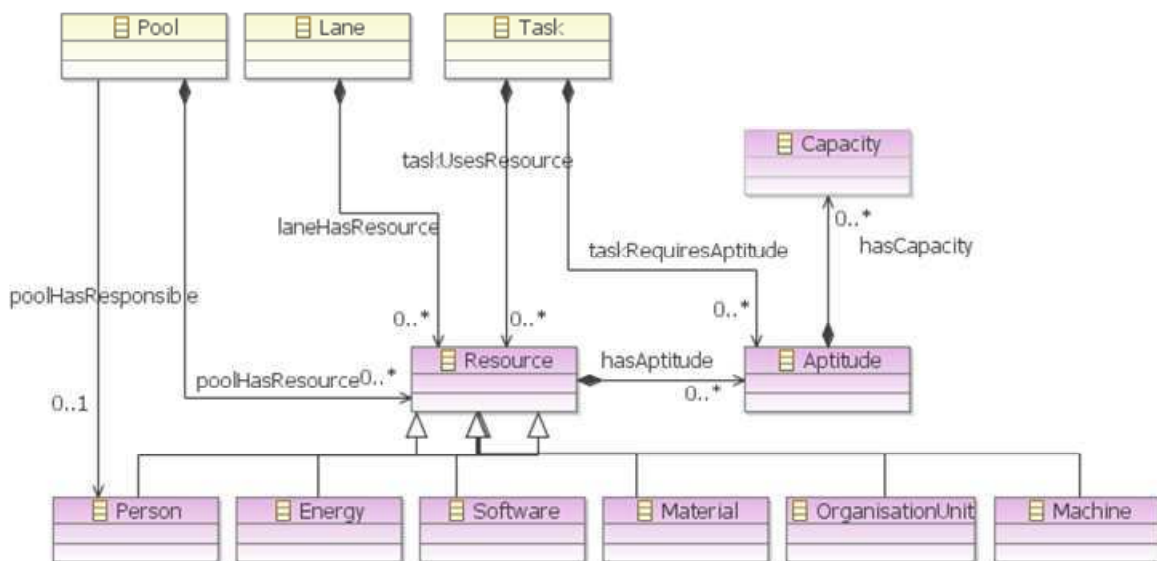 Pool
Lane
Task
Capacity
taskUsesResource
0..*
laneHasResource
taskRequiresAptitude
hasCapacity
poolHasResponsible
0..*
0..*
0..*
Resource
hasAptitude
Aptitude
poolHasResource
0..*
0..*
0..1
Person
Energy
Software
Material
OrganisationUnit
Machine